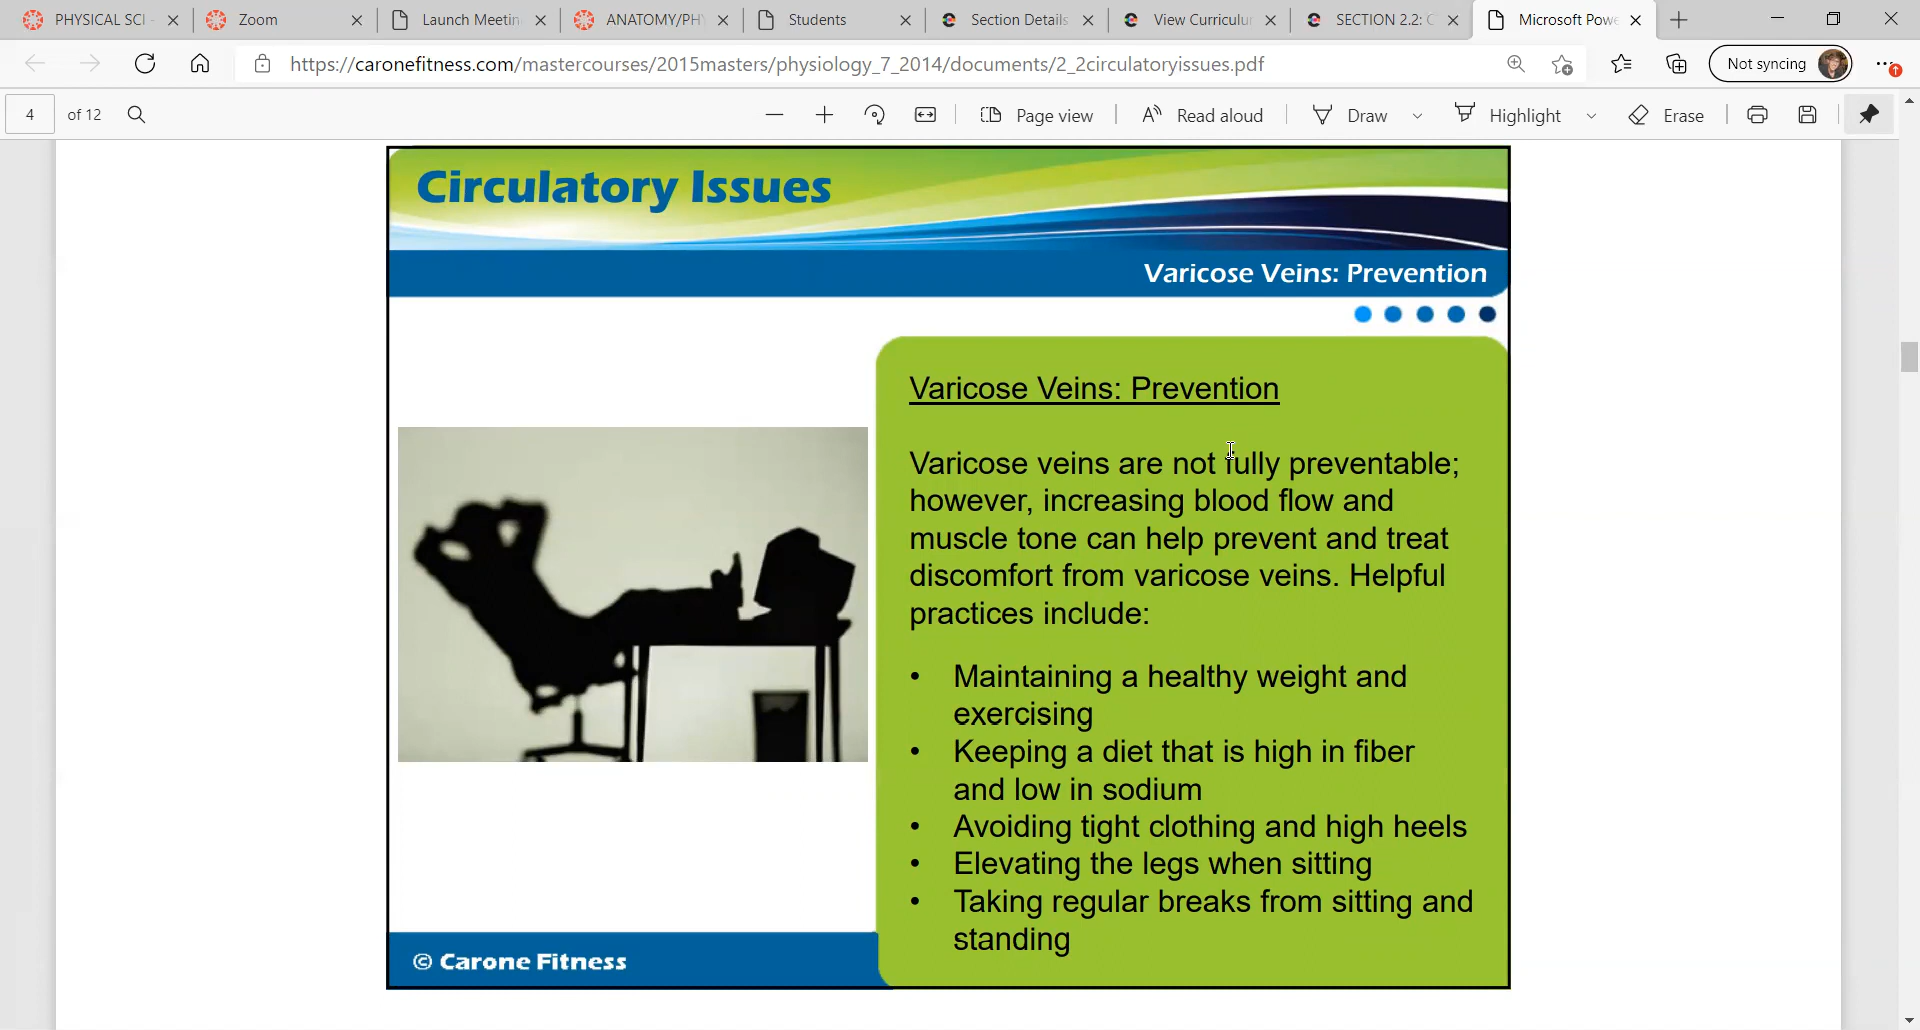 PHYSICAL SCI
Zoom
Launch Meetin
ANATOMY/PH
Students
Section Details
View Curriculu
SECTION 2.2:
Microsoft Powe
https://caronefitness.com/mastercourses/2015masters/physiology_7_2014/documents/2_2circulatoryissues.pdf
Not syncing
4 of 12
Page view
Read aloud
Draw
Highlight
Erase
Circulatory Issues
Varicose Veins: Prevention
Varicose Veins: Prevention
Varicose veins are not fully preventable;
however, increasing blood flow and
muscle tone can help prevent and treat
discomfort from varicose veins. Helpful
practices include:
• Maintaining a healthy weight and
exercising
• Keeping a diet that is high in fiber
and low in sodium
• Avoiding tight clothing and high heels
• Elevating the legs when sitting
• Taking regular breaks from sitting and
standing
© Carone Fitness